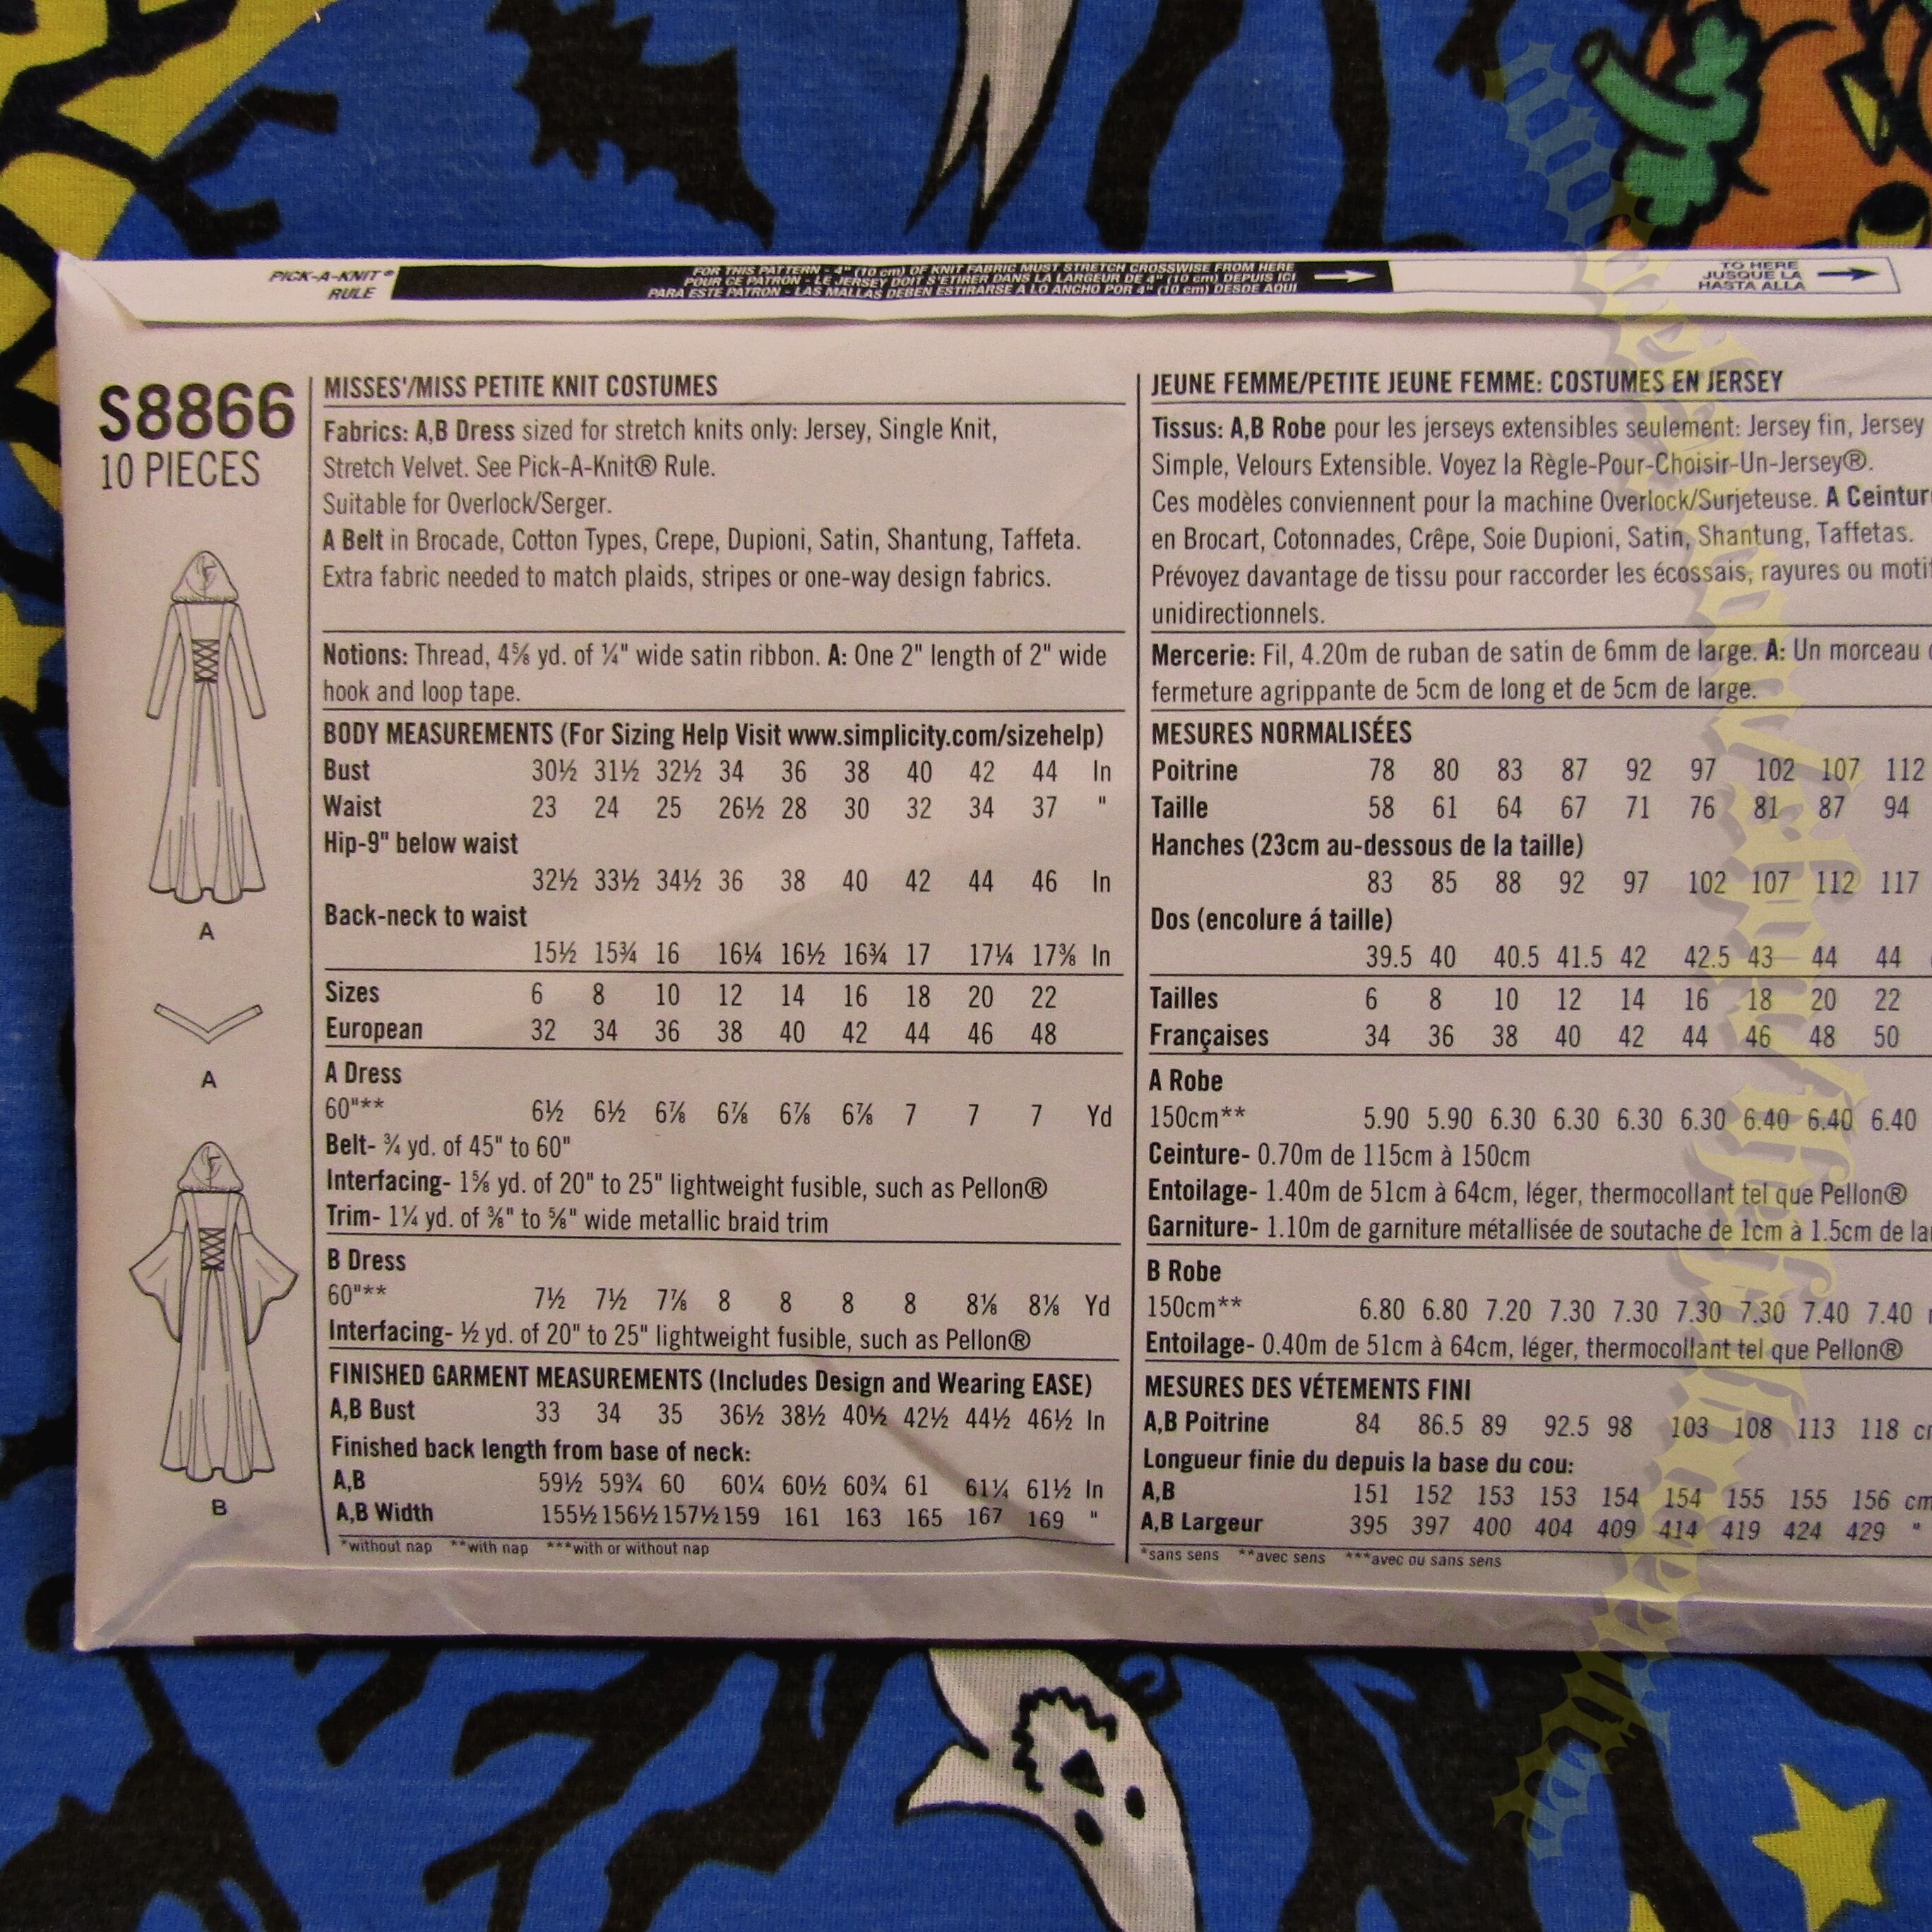 PICK-A-KNIT®
RULE
FOR THIS PATTERN - 4" (10 cm) OF KNIT FABRIC MUST STRETCH CROSSWISE FROM HERE
POUR CE PATRON - LE JERSEY DOIT S'ETIRER DANS LA LARGEUR DE 4" (10 cm) DEPUIS ICI
PARA ESTE PATRON - LAS MALLAS DEBEN ESTIRARSE A LO ANCHO POR 4" (10 cm) DESDE AQUI
TO HERE
JUSQUE LA
HASTA ALLA
S8866
10 PIECES
A
A
B
MISSES'/MISS PETITE KNIT COSTUMES
Fabrics: A,B Dress sized for stretch knits only: Jersey, Single Knit,
Stretch Velvet. See Pick-A-Knit® Rule.
Suitable for Overlock/Serger.
A Belt in Brocade, Cotton Types, Crepe, Dupioni, Satin, Shantung, Taffeta.
Extra fabric needed to match plaids, stripes or one-way design fabrics.
Notions: Thread, 4⅝ yd. of ¼" wide satin ribbon. A: One 2" length of 2" wide
hook and loop tape.
BODY MEASUREMENTS (For Sizing Help Visit www.simplicity.com/sizehelp)
Bust 30½ 31½ 32½ 34 36 38 40 42 44 In
Waist 23 24 25 26½ 28 30 32 34 37 "
Hip-9" below waist
32½ 33½ 34½ 36 38 40 42 44 46 In
Back-neck to waist
15½ 15¾ 16 16¼ 16½ 16¾ 17 17¼ 17⅜ In
Sizes 6 8 10 12 14 16 18 20 22
European 32 34 36 38 40 42 44 46 48
A Dress
60"** 6½ 6½ 6⅞ 6⅞ 6⅞ 6⅞ 7 7 7 Yd
Belt- ¾ yd. of 45" to 60"
Interfacing- 1⅝ yd. of 20" to 25" lightweight fusible, such as Pellon®
Trim- 1¼ yd. of ⅜" to ⅝" wide metallic braid trim
B Dress
60"** 7½ 7½ 7⅞ 8 8 8 8 8⅛ 8⅛ Yd
Interfacing- ½ yd. of 20" to 25" lightweight fusible, such as Pellon®
FINISHED GARMENT MEASUREMENTS (Includes Design and Wearing EASE)
A,B Bust 33 34 35 36½ 38½ 40½ 42½ 44½ 46½ In
Finished back length from base of neck:
A,B 59½ 59¾ 60 60¼ 60½ 60¾ 61 61¼ 61½ In
A,B Width 155½ 156½ 157½ 159 161 163 165 167 169 "
*without nap **with nap ***with or without nap
JEUNE FEMME/PETITE JEUNE FEMME: COSTUMES EN JERSEY
Tissus: A,B Robe pour les jerseys extensibles seulement: Jersey fin, Jersey
Simple, Velours Extensible. Voyez la Règle-Pour-Choisir-Un-Jersey®.
Ces modèles conviennent pour la machine Overlock/Surjeteuse. A Ceintur
en Brocart, Cotonnades, Crêpe, Soie Dupioni, Satin, Shantung, Taffetas.
Prévoyez davantage de tissu pour raccorder les écossais, rayures ou moti
unidirectionnels.
Mercerie: Fil, 4.20m de ruban de satin de 6mm de large. A: Un morceau
fermeture agrippante de 5cm de long et de 5cm de large.
MESURES NORMALISÉES
Poitrine 78 80 83 87 92 97 102 107 112
Taille 58 61 64 67 71 76 81 87 94
Hanches (23cm au-dessous de la taille)
83 85 88 92 97 102 107 112 117
Dos (encolure á taille)
39.5 40 40.5 41.5 42 42.5 43 44 44
Tailles 6 8 10 12 14 16 18 20 22
Françaises 34 36 38 40 42 44 46 48 50
A Robe
150cm** 5.90 5.90 6.30 6.30 6.30 6.30 6.40 6.40 6.40
Ceinture- 0.70m de 115cm à 150cm
Entoilage- 1.40m de 51cm à 64cm, léger, thermocollant tel que Pellon®
Garniture- 1.10m de garniture métallisée de soutache de 1cm à 1.5cm de la
B Robe
150cm** 6.80 6.80 7.20 7.30 7.30 7.30 7.30 7.40 7.40
Entoilage- 0.40m de 51cm à 64cm, léger, thermocollant tel que Pellon®
MESURES DES VÉTEMENTS FINI
A,B Poitrine 84 86.5 89 92.5 98 103 108 113 118 c
Longueur finie du depuis la base du cou:
A,B 151 152 153 153 154 154 155 155 156 cm
A,B Largeur 395 397 400 404 409 414 419 424 429 "
*sans sens **avec sens ***avec ou sans sens